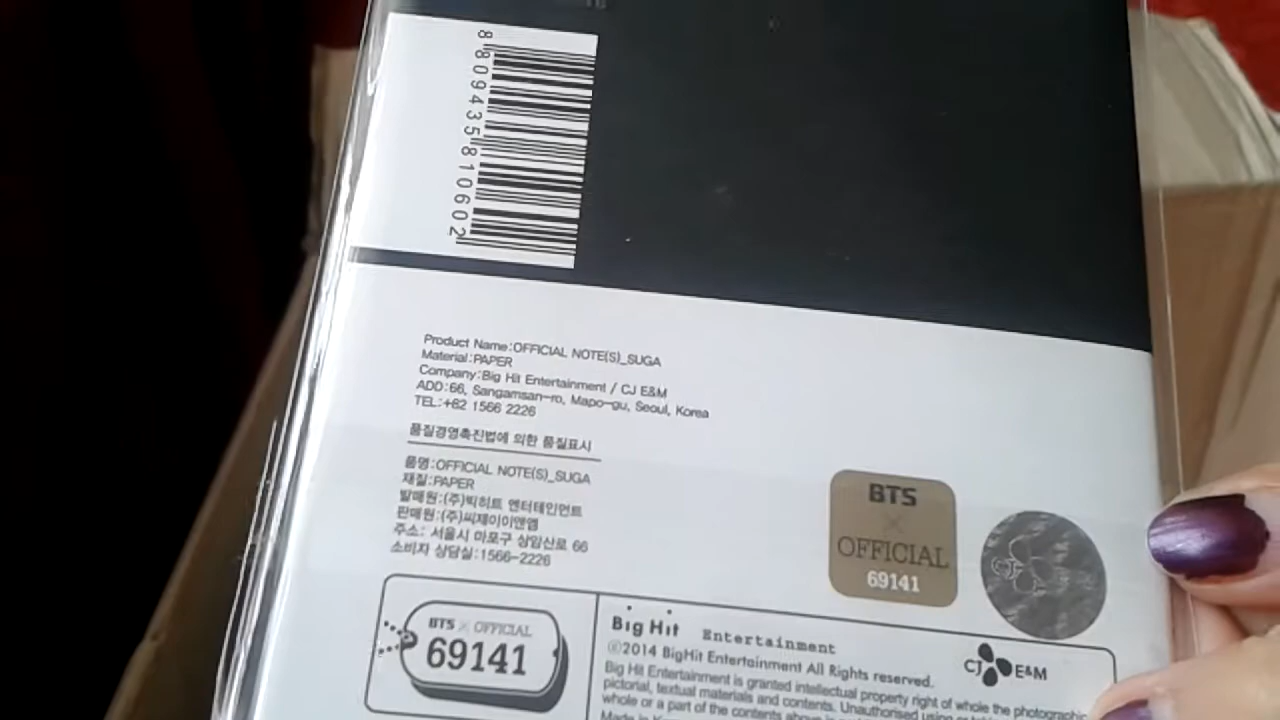 8 809435 810602
Product Name:OFFICIAL NOTE(S)_SUGA
Material:PAPER
Company:Big Hit Entertainment / CJ E&M
ADD:66, Sangamsan-ro, Mapo-gu, Seoul, Korea
TEL:+82 1566 2226
품질경영촉진법에 의한 품질표시
품명:OFFICIAL NOTE(S)_SUGA
재질:PAPER
발매원:(주)빅히트 엔터테인먼트
판매원:(주)씨제이이앤엠
주소: 서울시 마포구 상암산로 66
소비자 상담실:1566-2226
BTS
×
OFFICIAL
69141
CJ
BTS × OFFICIAL
69141
Big Hit Entertainment
©2014 BigHit Entertainment All Rights reserved.
CJ E&M
Big Hit Entertainment is granted intellectual property right of whole the photographic,
pictorial, textual materials and contents. Unauthorised using or
whole or a part of the contents above is
Made in